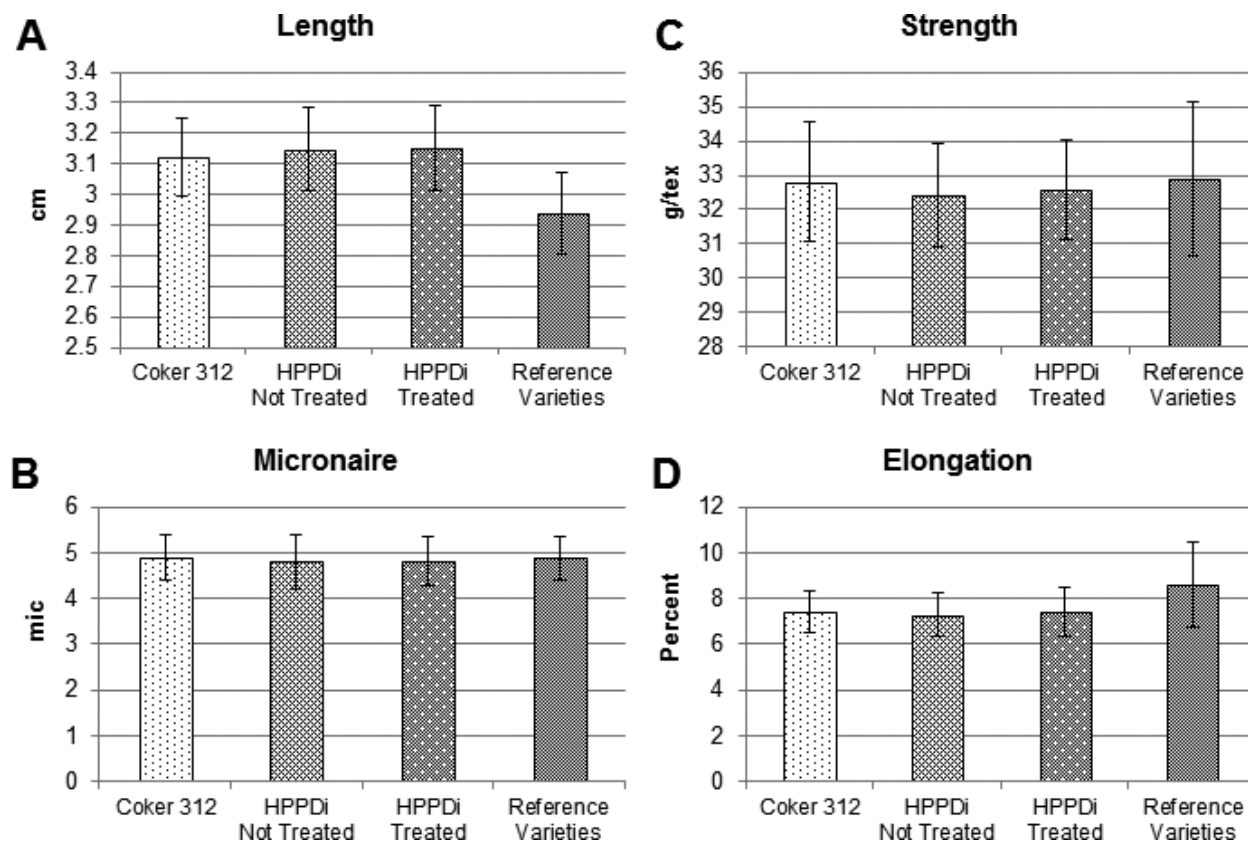 A
Length
3.4
3.3
3.2
3.1
3
2.9
2.8
2.7
2.6
2.5
cm
Coker 312
HPPDi
Not Treated
HPPDi
Treated
Reference
Varieties
C
Strength
36
35
34
33
32
31
30
29
28
g/tex
Coker 312
HPPDi
Not Treated
HPPDi
Treated
Reference
Varieties
B
Micronaire
6
5
4
3
2
1
0
mic
Coker 312
HPPDi
Not Treated
HPPDi
Treated
Reference
Varieties
D
Elongation
12
10
8
6
4
2
0
Percent
Coker 312
HPPDi
Not Treated
HPPDi
Treated
Reference
Varieties